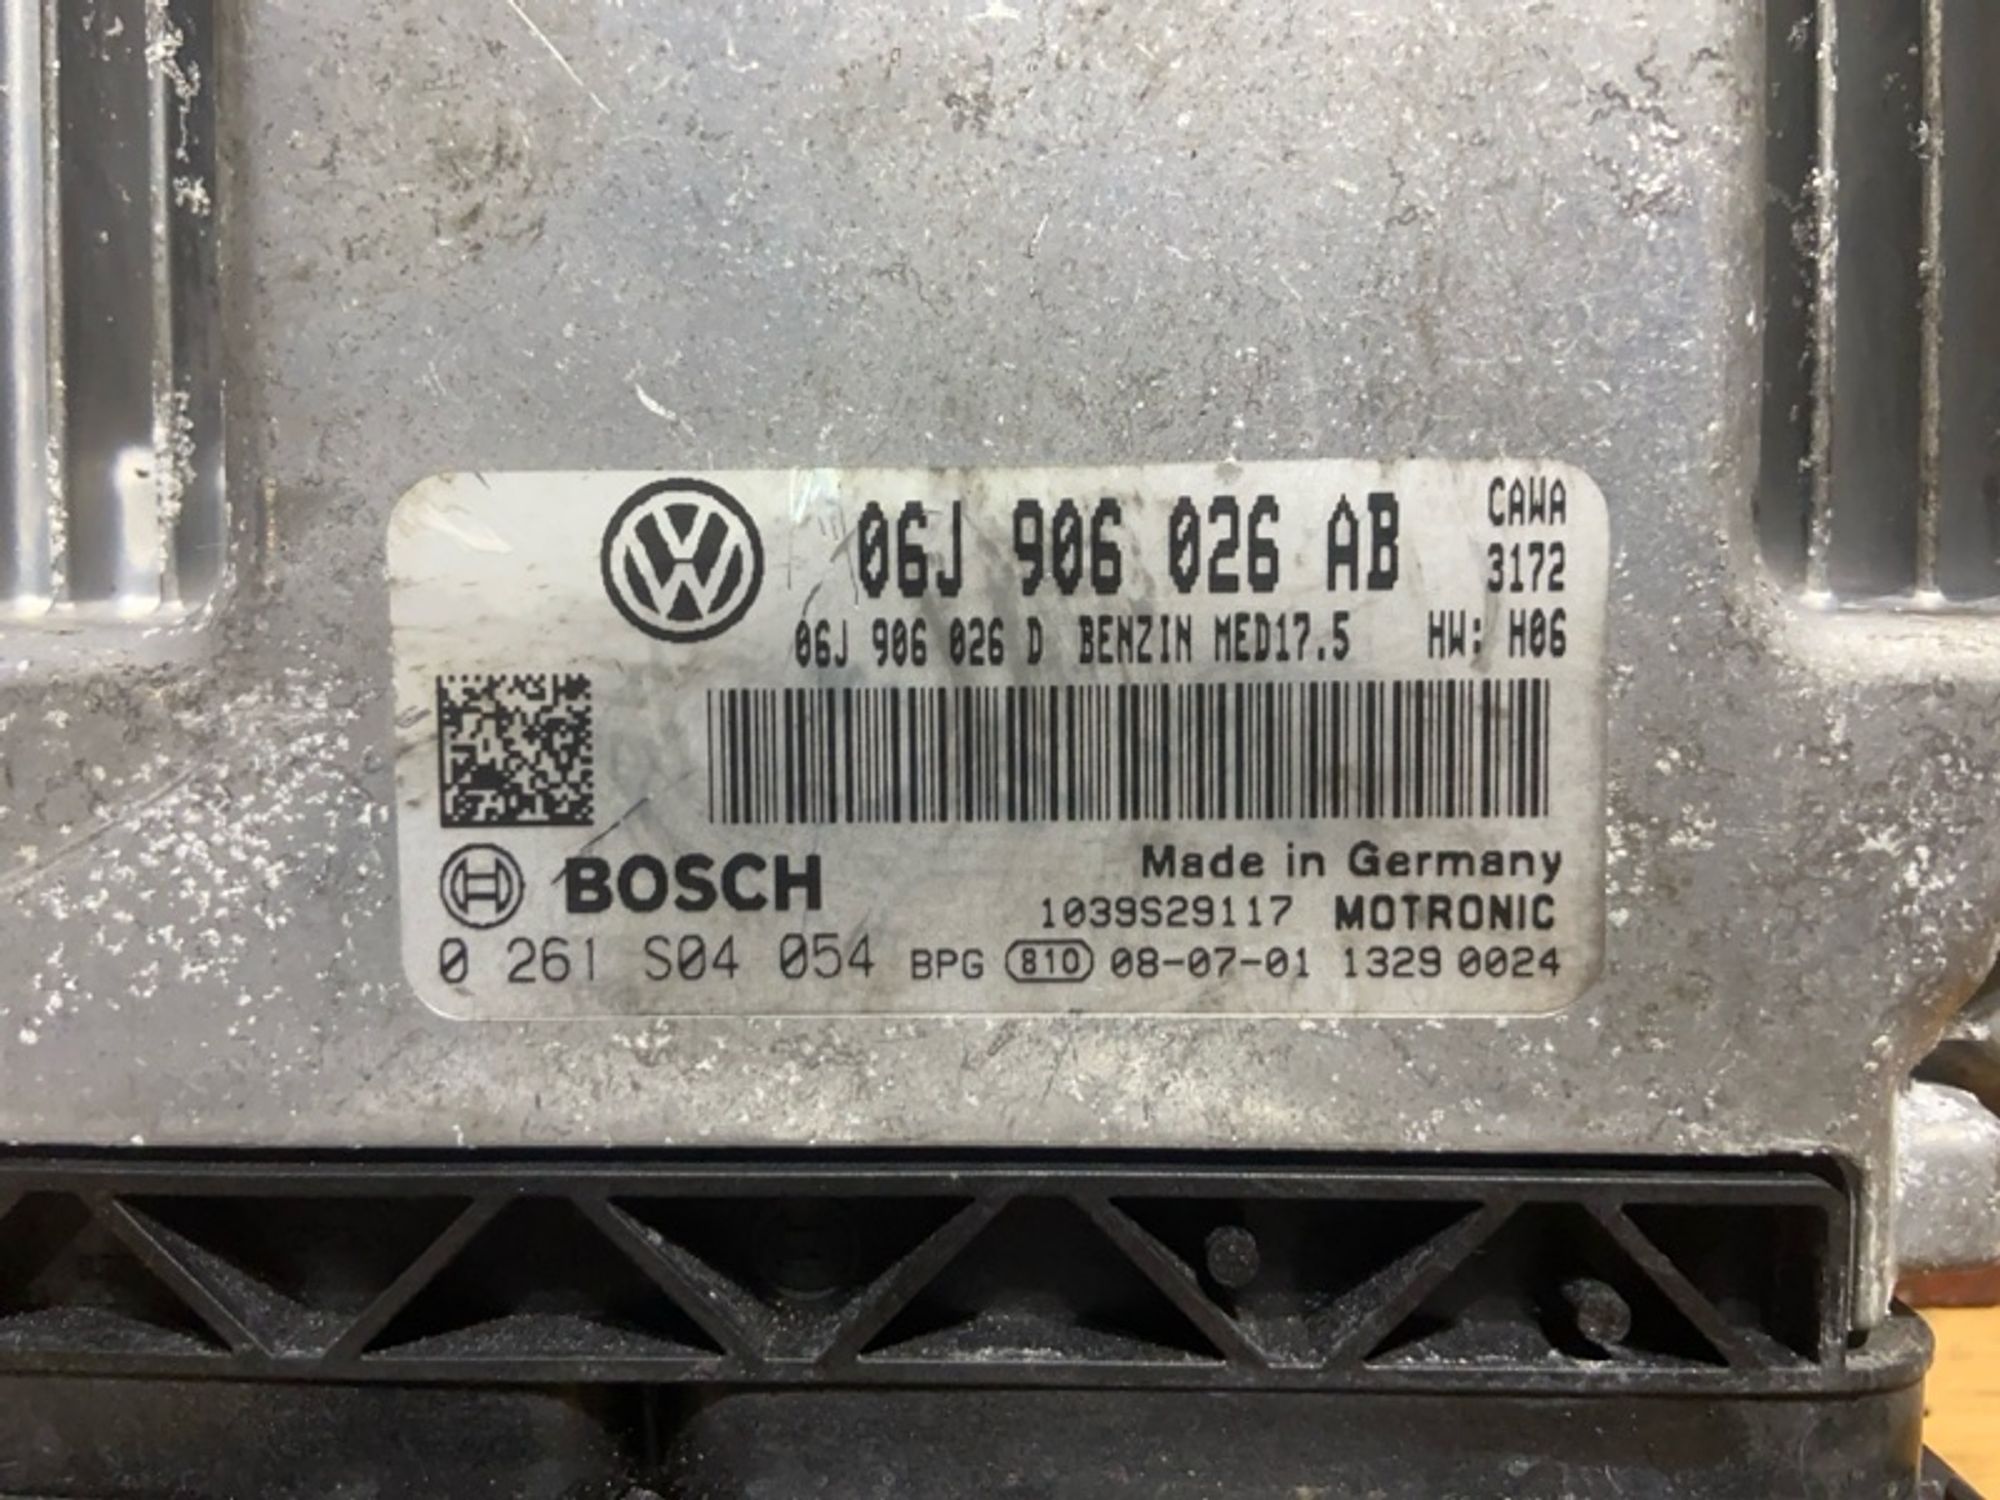 06J 906 026 AB CAWA
3172
06J 906 026 D BENZIN MED17.5 HW: H06
BOSCH Made in Germany
1039S29117 MOTRONIC
0 261 S04 054 BPG 810 08-07-01 1329 0024